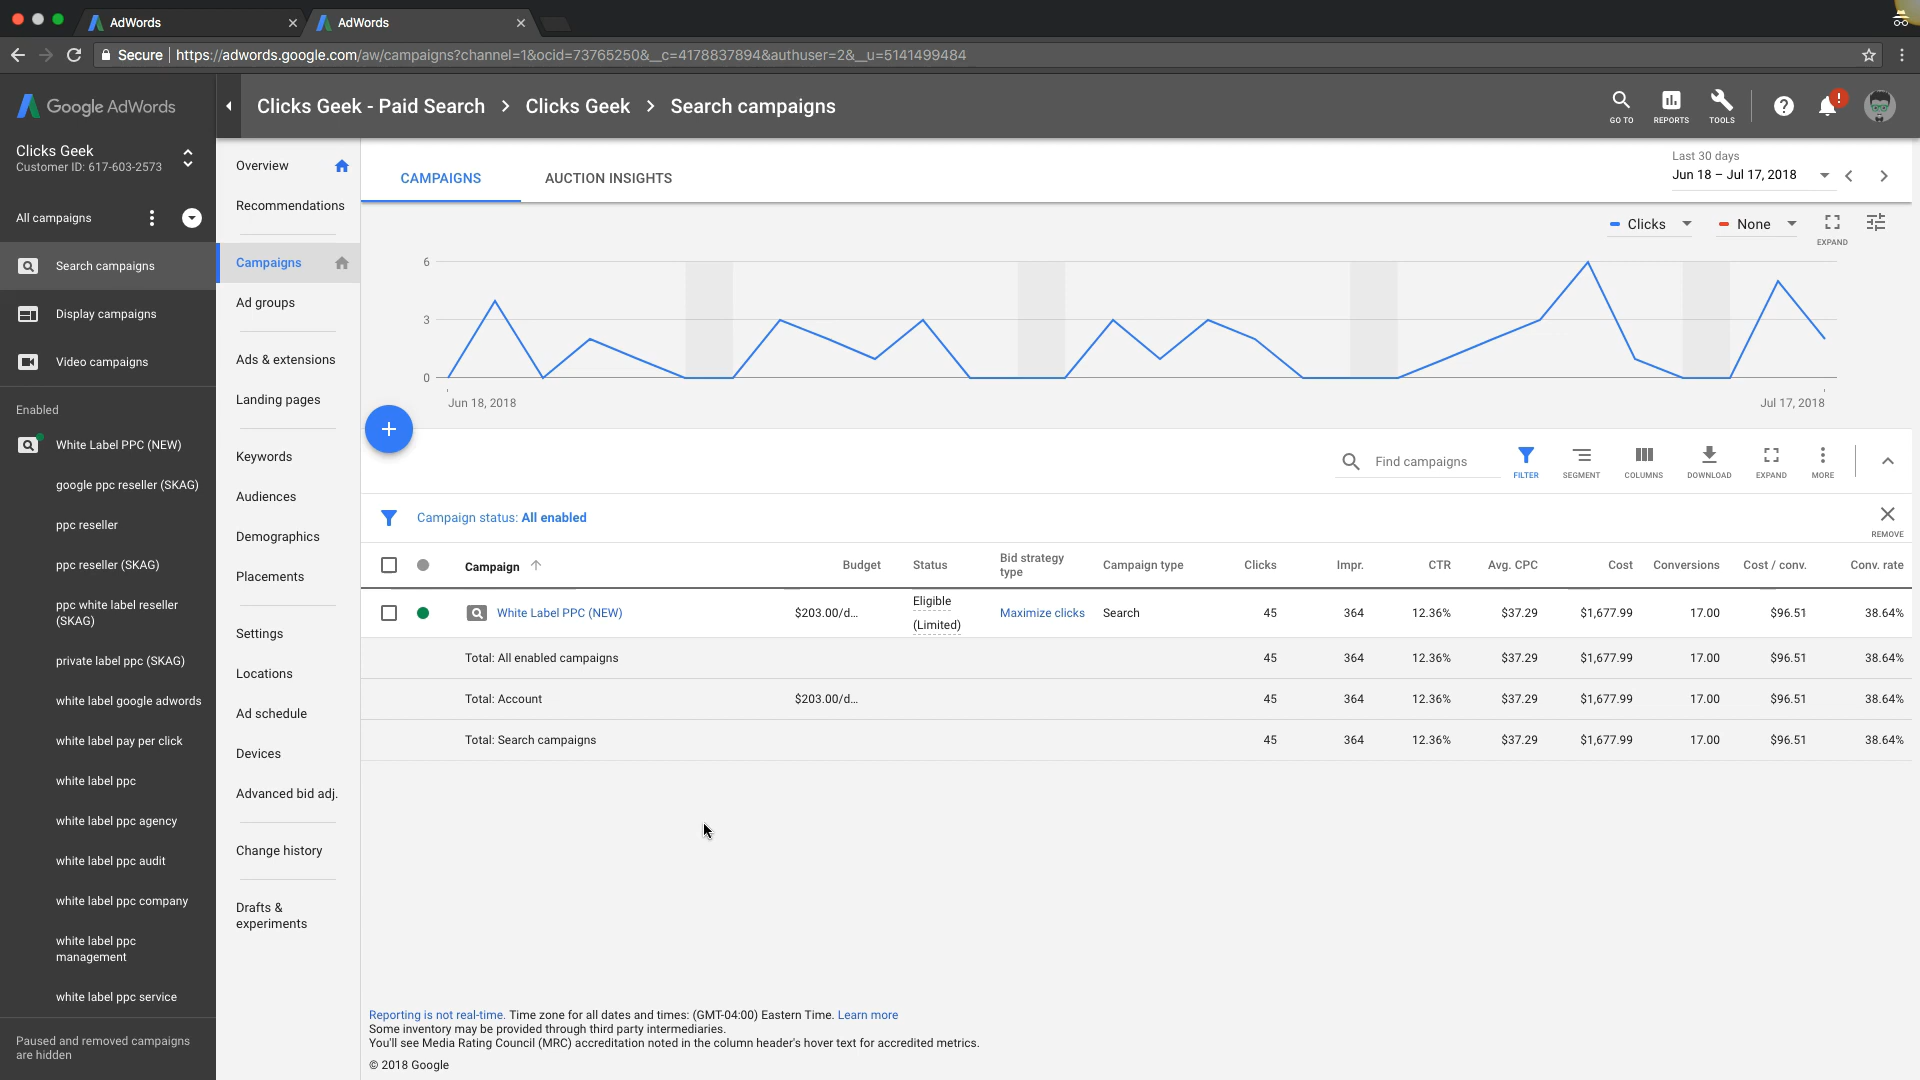 AdWords
AdWords
Secure | https://adwords.google.com/aw/campaigns?channel=1&ocid=73765250&__c=4178837894&authuser=2&__u=5141499484
Google AdWords
Clicks Geek - Paid Search > Clicks Geek > Search campaigns
GO TO
REPORTS
TOOLS
!
Clicks Geek
Customer ID: 617-603-2573
All campaigns
Search campaigns
Display campaigns
Video campaigns
Enabled
White Label PPC (NEW)
google ppc reseller (SKAG)
ppc reseller
ppc reseller (SKAG)
ppc white label reseller
(SKAG)
private label ppc (SKAG)
white label google adwords
white label pay per click
white label ppc
white label ppc agency
white label ppc audit
white label ppc company
white label ppc
management
white label ppc service
Paused and removed campaigns
are hidden
Overview
Recommendations
Campaigns
Ad groups
Ads & extensions
Landing pages
Keywords
Audiences
Demographics
Placements
Settings
Locations
Ad schedule
Devices
Advanced bid adj.
Change history
Drafts &
experiments
CAMPAIGNS
AUCTION INSIGHTS
Last 30 days
Jun 18 – Jul 17, 2018
Clicks
None
EXPAND
6
3
0
Jun 18, 2018
Jul 17, 2018
Find campaigns
FILTER
SEGMENT
COLUMNS
DOWNLOAD
EXPAND
MORE
Campaign status: All enabled
REMOVE
Campaign Budget Status Bid strategy type Campaign type Clicks Impr. CTR Avg. CPC Cost Conversions Cost / conv. Conv. rate
White Label PPC (NEW) $203.00/d... Eligible (Limited) Maximize clicks Search 45 364 12.36% $37.29 $1,677.99 17.00 $96.51 38.64%
Total: All enabled campaigns 45 364 12.36% $37.29 $1,677.99 17.00 $96.51 38.64%
Total: Account $203.00/d... 45 364 12.36% $37.29 $1,677.99 17.00 $96.51 38.64%
Total: Search campaigns 45 364 12.36% $37.29 $1,677.99 17.00 $96.51 38.64%
Reporting is not real-time. Time zone for all dates and times: (GMT-04:00) Eastern Time. Learn more
Some inventory may be provided through third party intermediaries.
You'll see Media Rating Council (MRC) accreditation noted in the column header's hover text for accredited metrics.
© 2018 Google